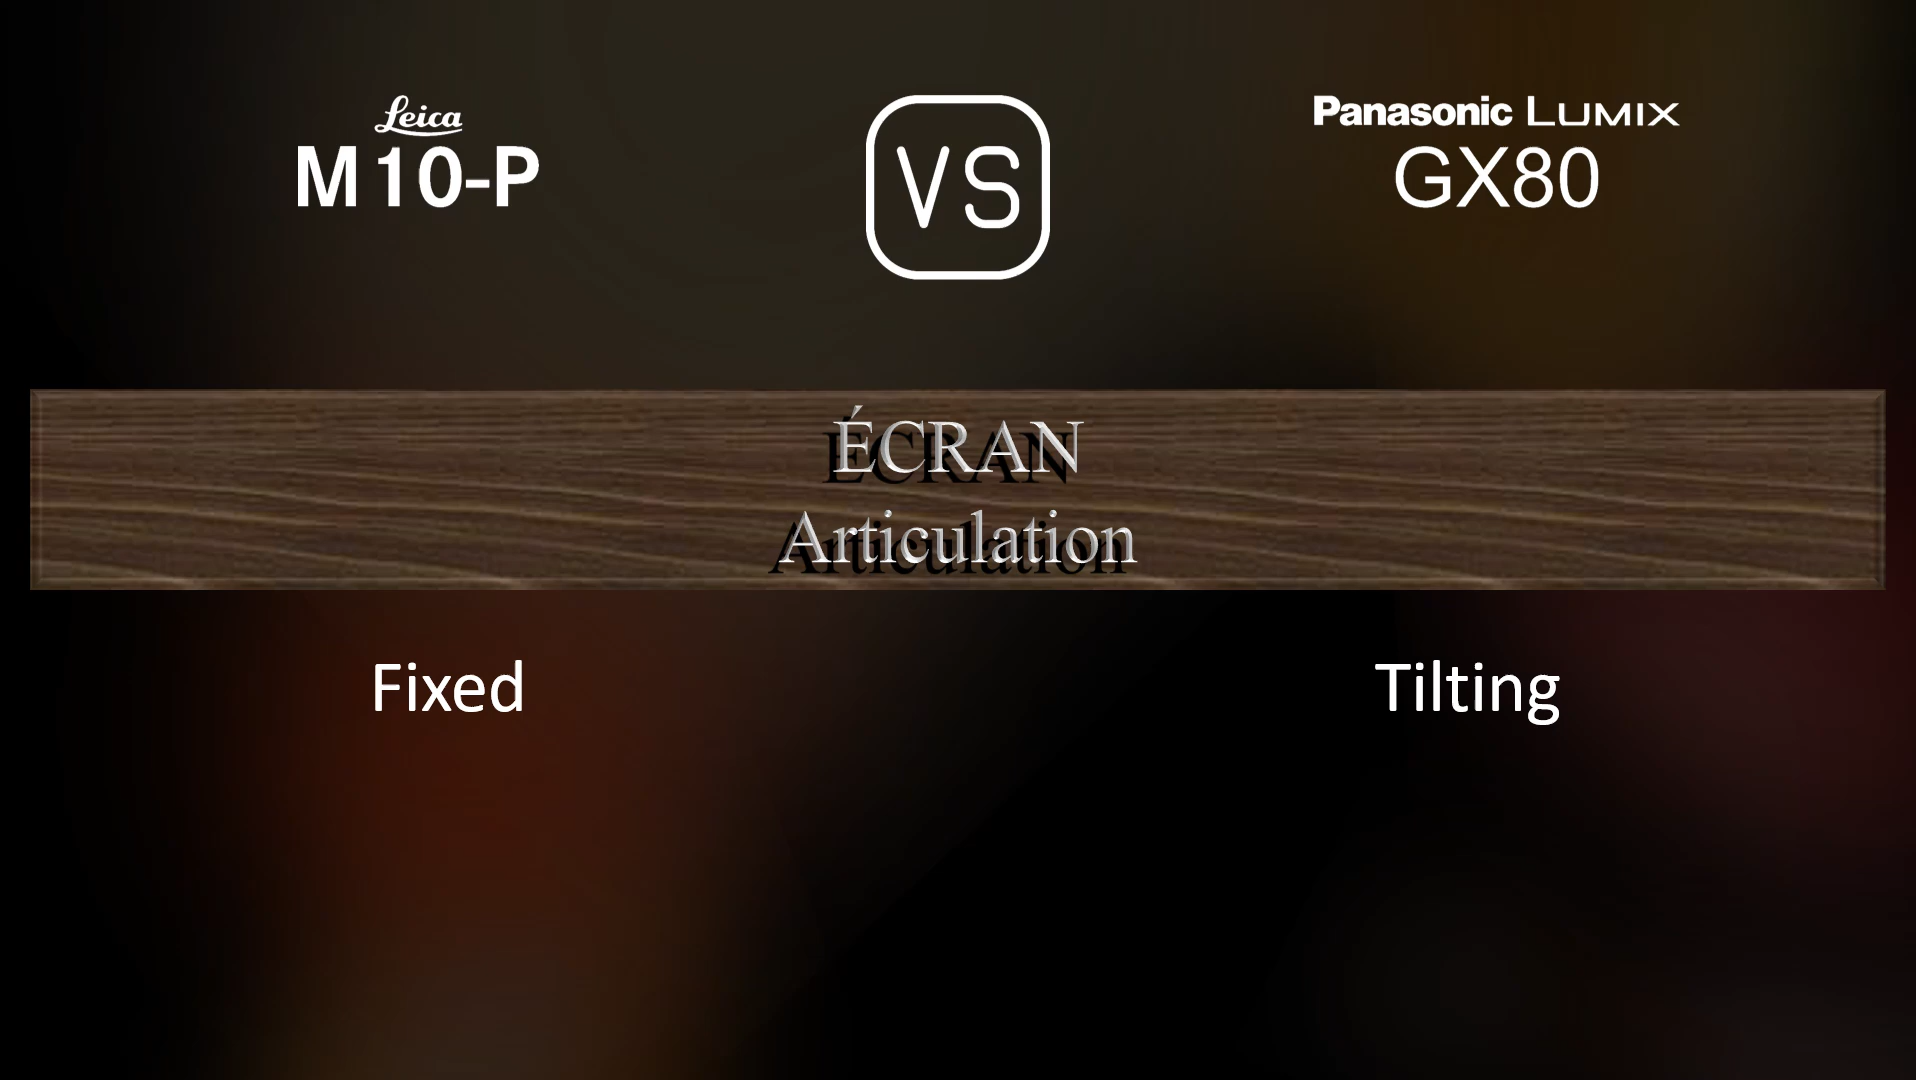 Leica
M10-P
VS
Panasonic LUMIX
GX80
ÉCRAN
Articulation
Fixed
Tilting